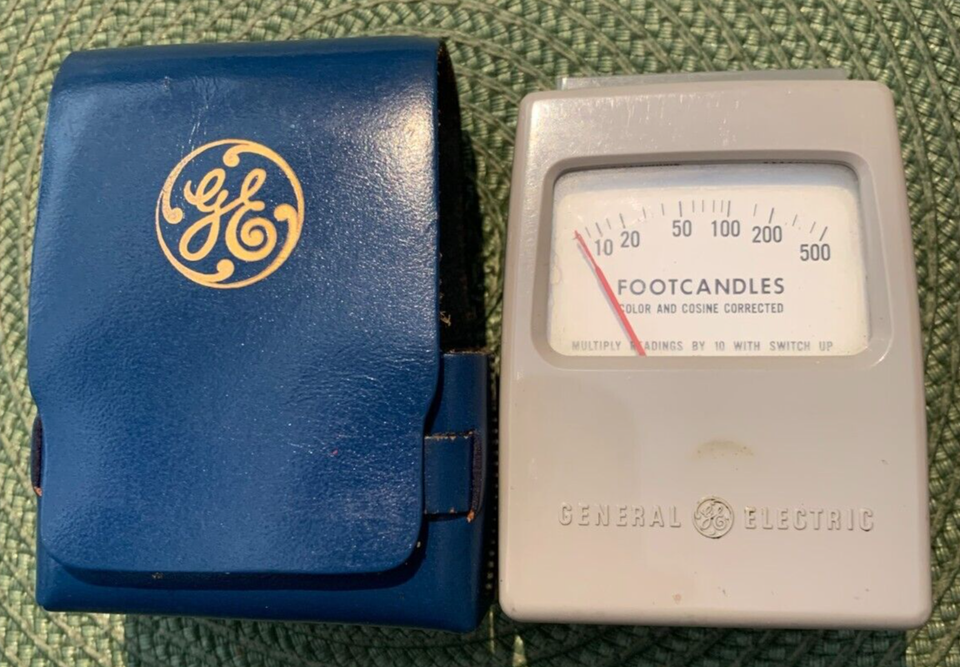 GE
10 20 50 100 200 500
FOOTCANDLES
COLOR AND COSINE CORRECTED
MULTIPLY READINGS BY 10 WITH SWITCH UP
GENERAL GE ELECTRIC